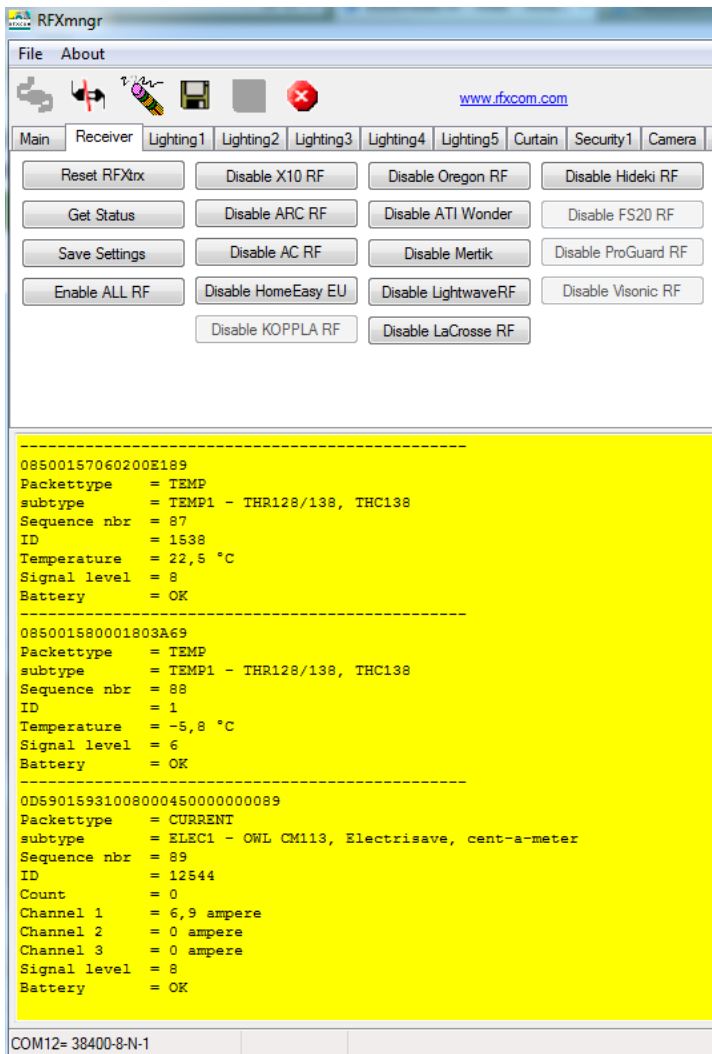 RFXmngr
File About
www.rfxcom.com
Main Receiver Lighting1 Lighting2 Lighting3 Lighting4 Lighting5 Curtain Security1 Camera
Reset RFXtrx Disable X10 RF Disable Oregon RF Disable Hideki RF
Get Status Disable ARC RF Disable ATI Wonder Disable FS20 RF
Save Settings Disable AC RF Disable Mertik Disable ProGuard RF
Enable ALL RF Disable HomeEasy EU Disable LightwaveRF Disable Visonic RF
Disable KOPPLA RF Disable LaCrosse RF
------------------------------------------------
08500157060200E189
Packettype = TEMP
subtype = TEMP1 - THR128/138, THC138
Sequence nbr = 87
ID = 1538
Temperature = 22,5 °C
Signal level = 8
Battery = OK
------------------------------------------------
085001580001803A69
Packettype = TEMP
subtype = TEMP1 - THR128/138, THC138
Sequence nbr = 88
ID = 1
Temperature = -5,8 °C
Signal level = 6
Battery = OK
------------------------------------------------
0D5901593100800045000000​0089
Packettype = CURRENT
subtype = ELEC1 - OWL CM113, Electrisave, cent-a-meter
Sequence nbr = 89
ID = 12544
Count = 0
Channel 1 = 6,9 ampere
Channel 2 = 0 ampere
Channel 3 = 0 ampere
Signal level = 8
Battery = OK
COM12= 38400-8-N-1